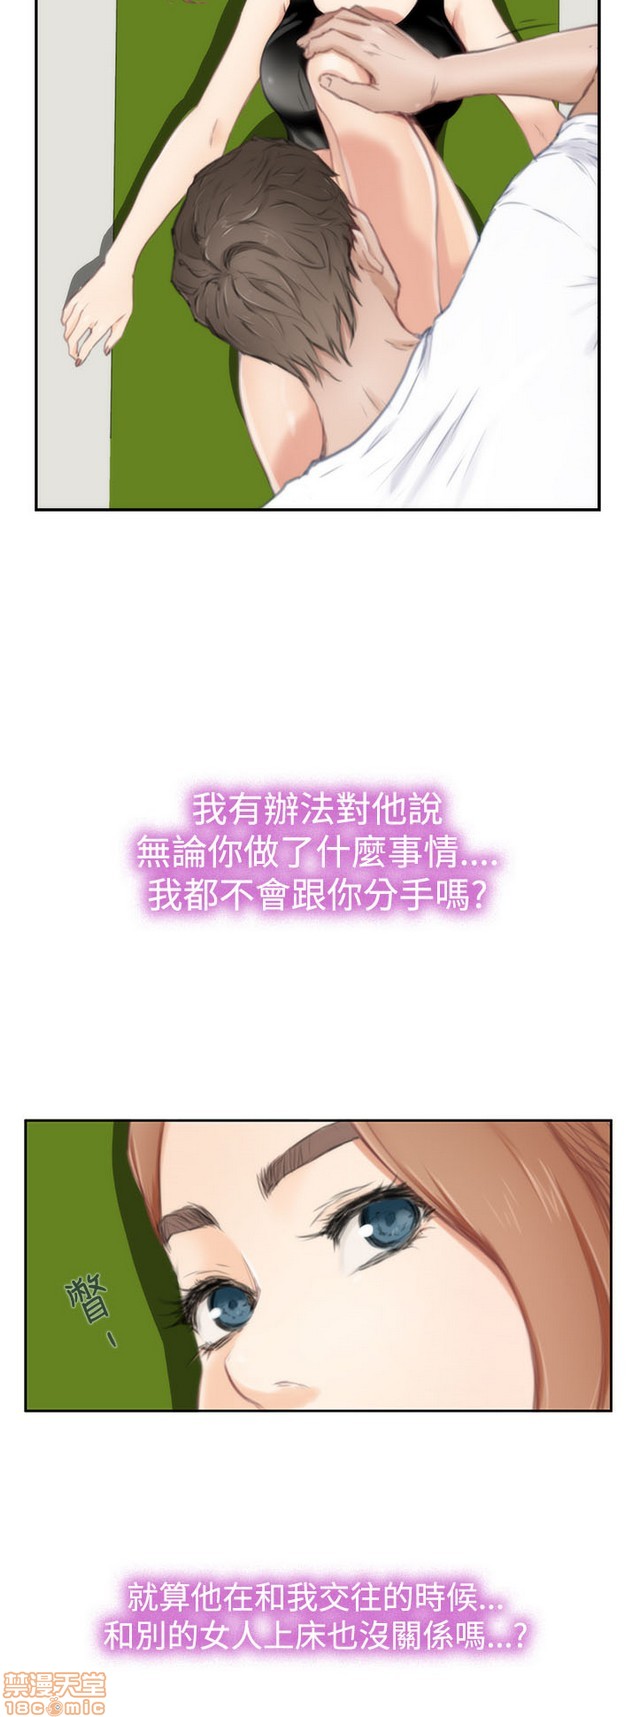 我有辦法對他說
無論你做了什麼事情....
我都不會跟你分手嗎?
瞥
就算他在和我交往的時候...
和別的女人上床也沒關係嗎...?
禁漫天堂
18comic